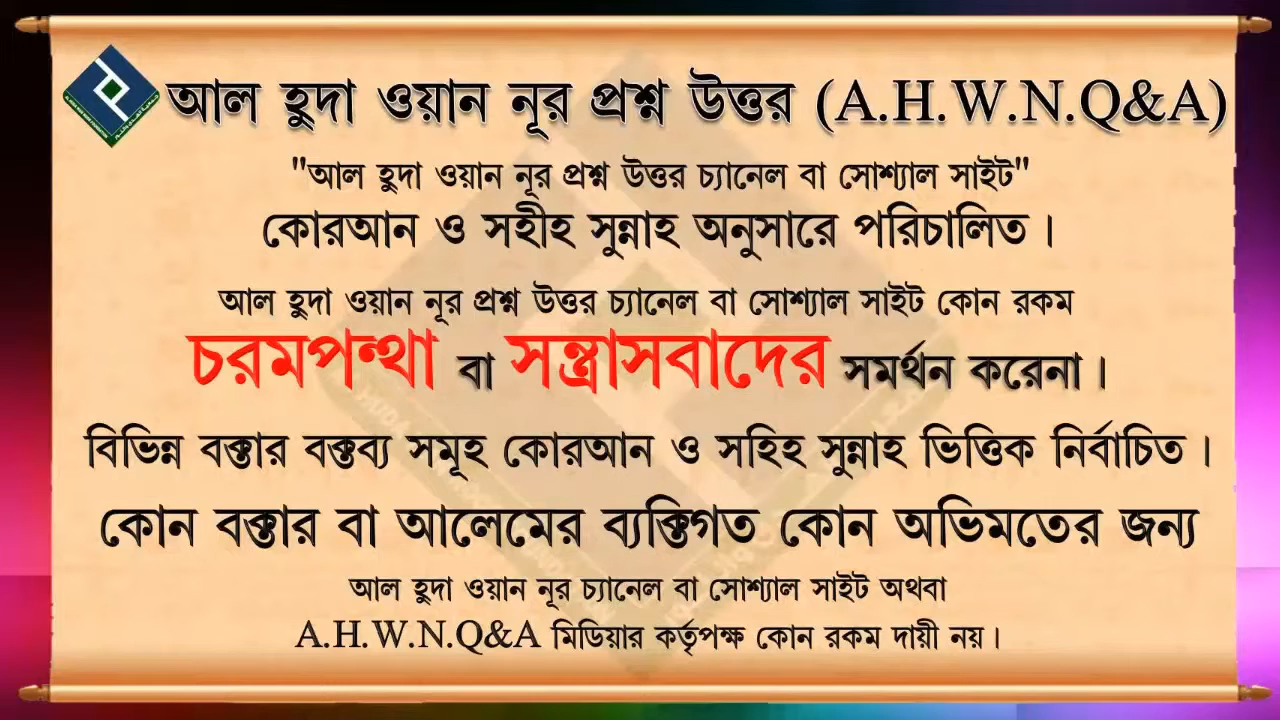 আল হুদা ওয়ান নূর প্রশ্ন উত্তর (A.H.W.N.Q&A)
"আল হুদা ওয়ান নূর প্রশ্ন উত্তর চ্যানেল বা সোশ্যাল সাইট"
কোরআন ও সহীহ সুন্নাহ অনুসারে পরিচালিত ।
আল হুদা ওয়ান নূর প্রশ্ন উত্তর চ্যানেল বা সোশ্যাল সাইট কোন রকম
চরমপন্থা বা সন্ত্রাসবাদের সমর্থন করেনা ।
বিভিন্ন বক্তার বক্তব্য সমূহ কোরআন ও সহিহ সুন্নাহ ভিত্তিক নির্বাচিত ।
কোন বক্তার বা আলেমের ব্যক্তিগত কোন অভিমতের জন্য
আল হুদা ওয়ান নূর চ্যানেল বা সোশ্যাল সাইট অথবা
A.H.W.N.Q&A মিডিয়ার কর্তৃপক্ষ কোন রকম দায়ী নয় ।